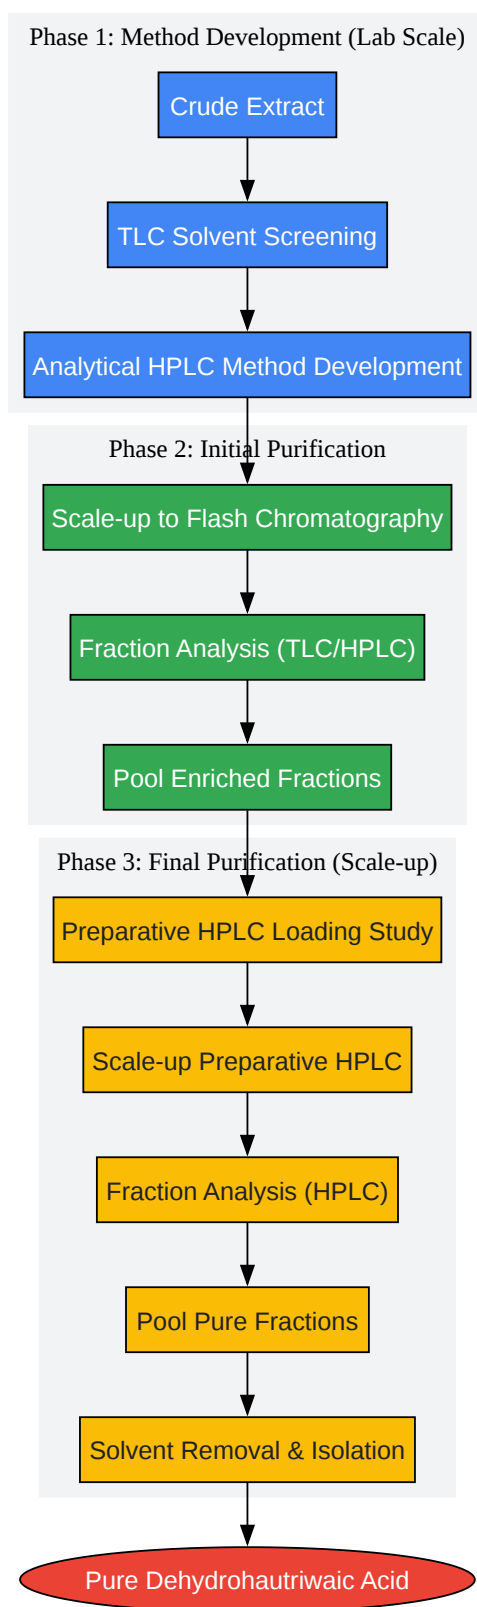 Phase 1: Method Development (Lab Scale)
Crude Extract
TLC Solvent Screening
Analytical HPLC Method Development
Phase 2: Initial Purification
Scale-up to Flash Chromatography
Fraction Analysis (TLC/HPLC)
Pool Enriched Fractions
Phase 3: Final Purification (Scale-up)
Preparative HPLC Loading Study
Scale-up Preparative HPLC
Fraction Analysis (HPLC)
Pool Pure Fractions
Solvent Removal & Isolation
Pure Dehydrohautriwaic Acid